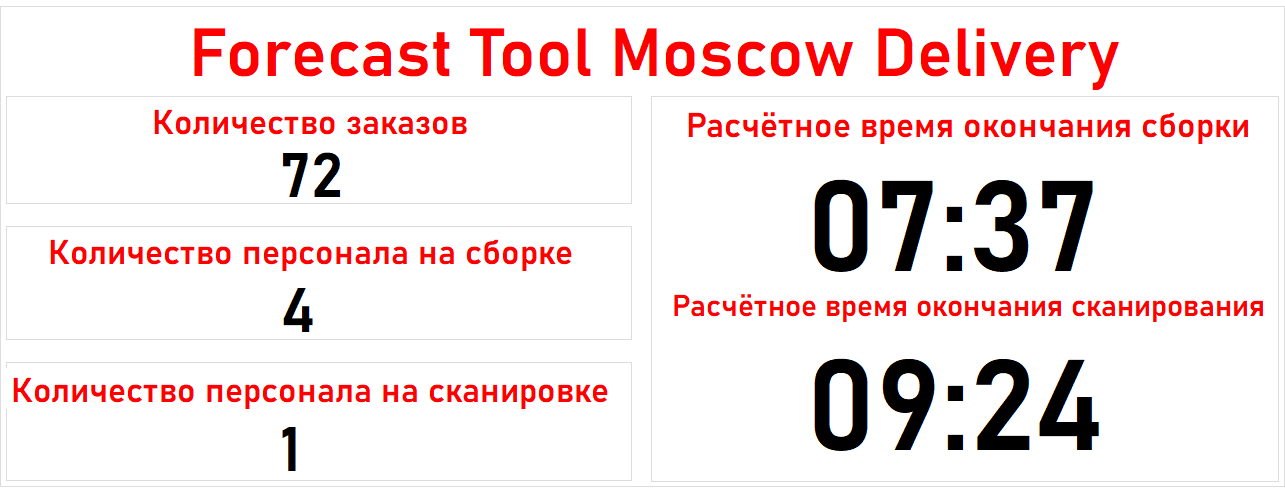 Forecast Tool Moscow Delivery
Количество заказов
72
Количество персонала на сборке
4
Количество персонала на сканировке
1
Расчётное время окончания сборки
07:37
Расчётное время окончания сканирования
09:24